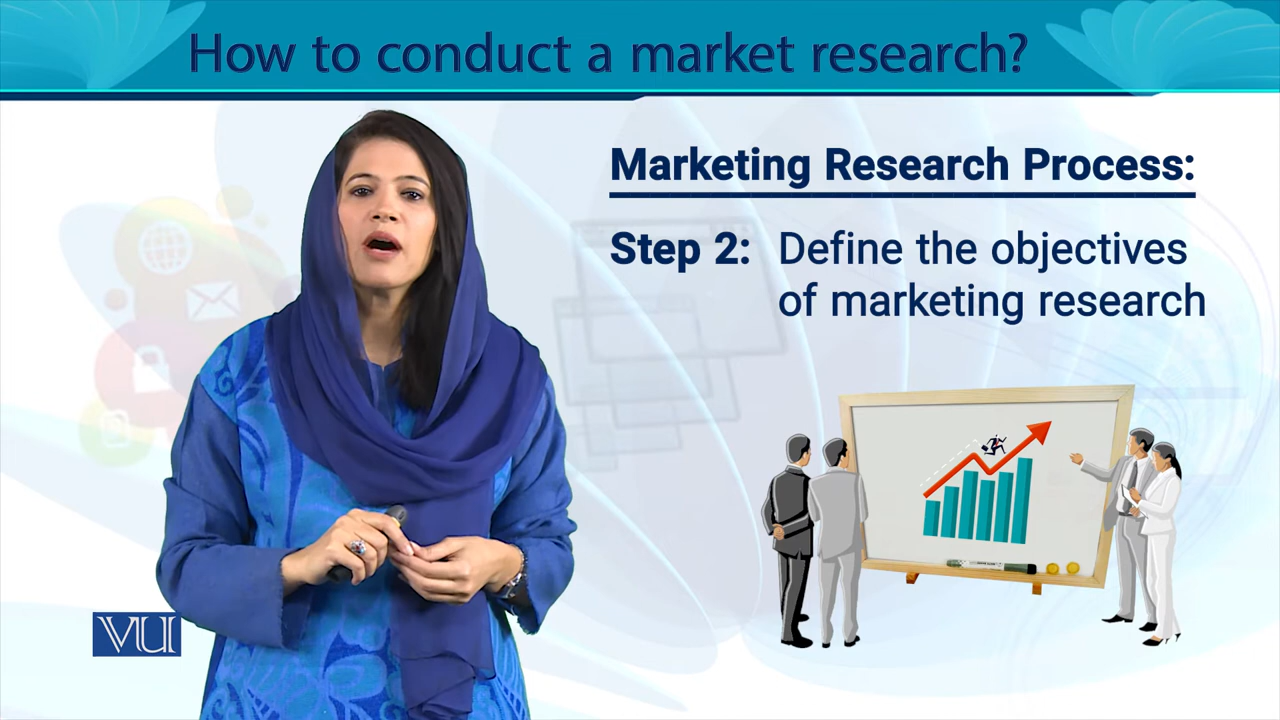 How to conduct a market research?
Marketing Research Process:
Step 2: Define the objectives
of marketing research
VU